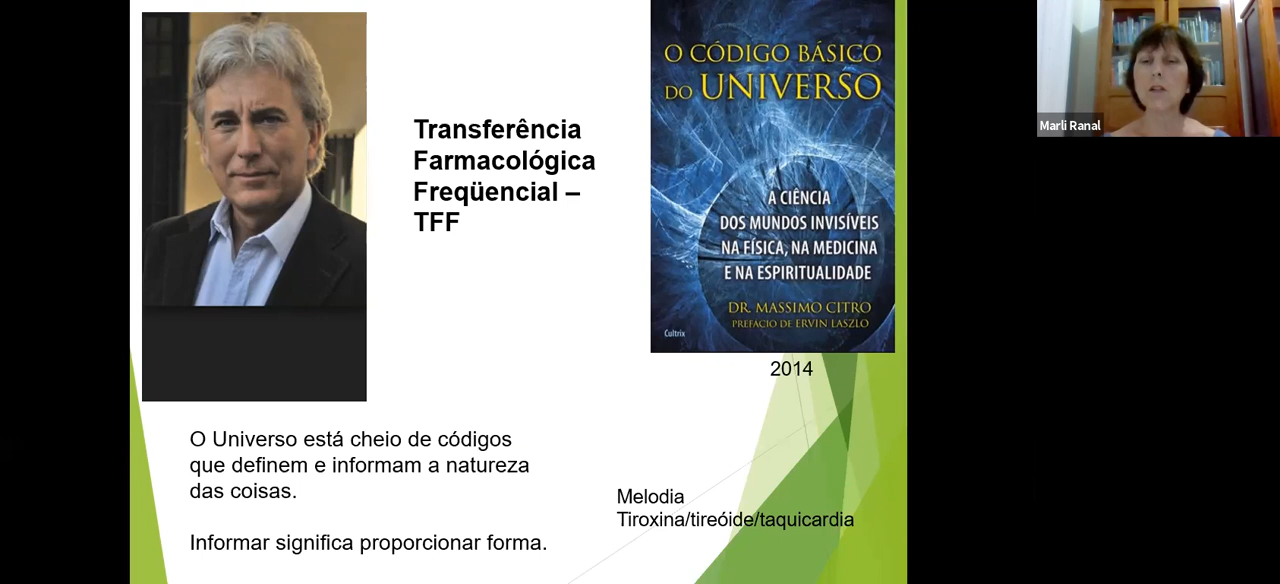 Transferência
Farmacológica
Freqüencial –
TFF
O CÓDIGO BÁSICO
DO UNIVERSO
A CIÊNCIA
DOS MUNDOS INVISÍVEIS
NA FÍSICA, NA MEDICINA
E NA ESPIRITUALIDADE
DR. MASSIMO CITRO
PREFÁCIO DE ERVIN LASZLO
Cultrix
2014
O Universo está cheio de códigos
que definem e informam a natureza
das coisas.
Informar significa proporcionar forma.
Melodia
Tiroxina/tireóide/taquicardia
Marli Ranal